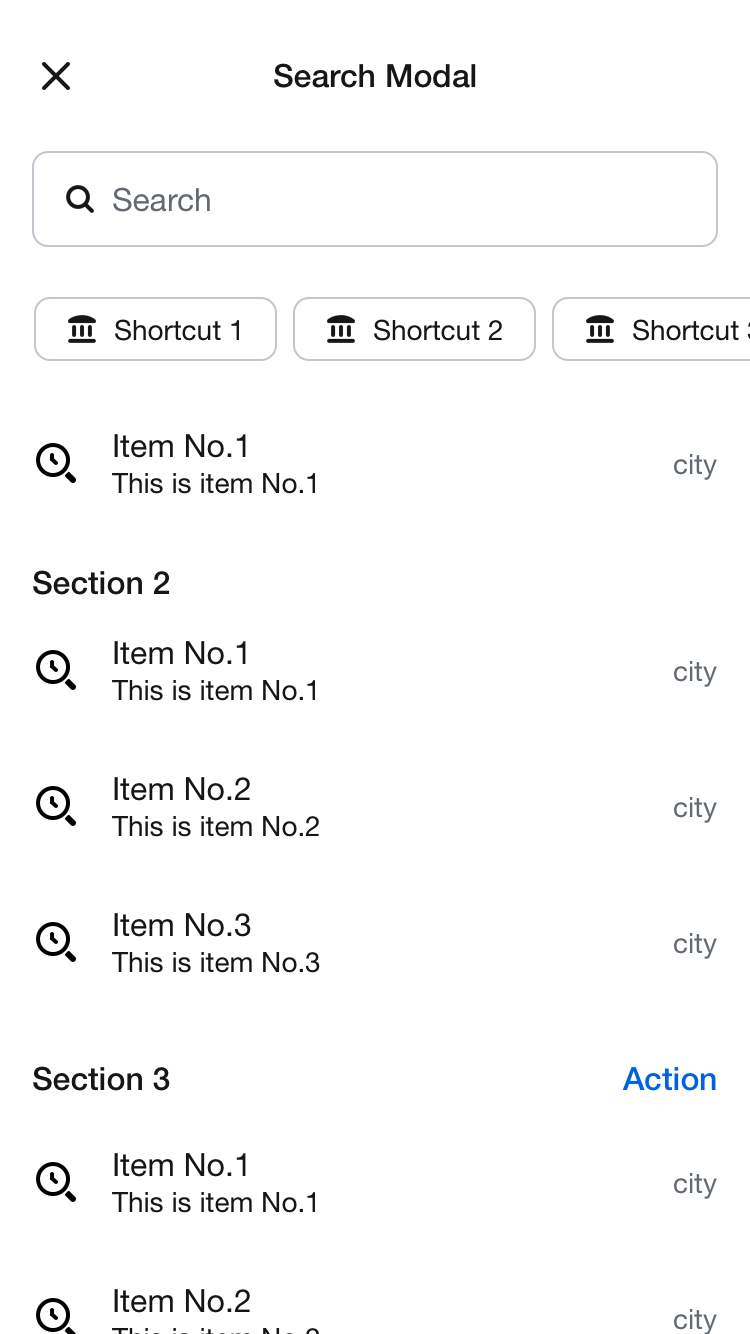 Search Modal
Search
Shortcut 1 Shortcut 2 Shortcut
Item No.1
This is item No.1
city
Section 2
Item No.1
This is item No.1
city
Item No.2
This is item No.2
city
Item No.3
This is item No.3
city
Section 3 Action
Item No.1
This is item No.1
city
Item No.2
city